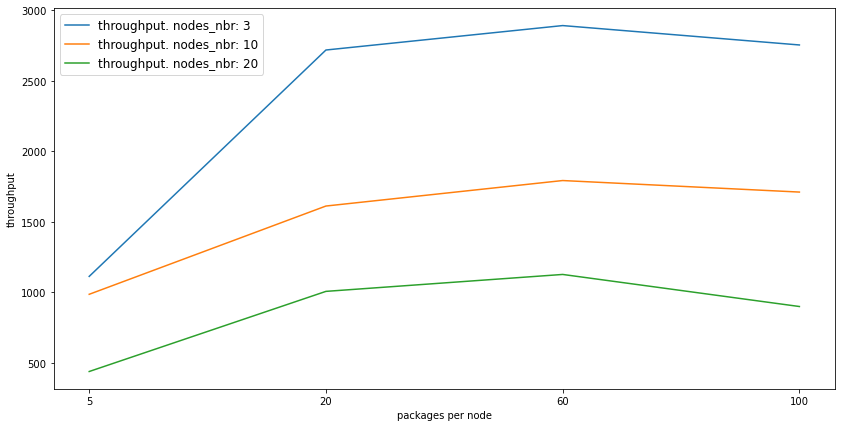 throughput. nodes_nbr: 3
throughput. nodes_nbr: 10
throughput. nodes_nbr: 20
3000
2500
2000
1500
1000
500
throughput
5 20 60 100
packages per node